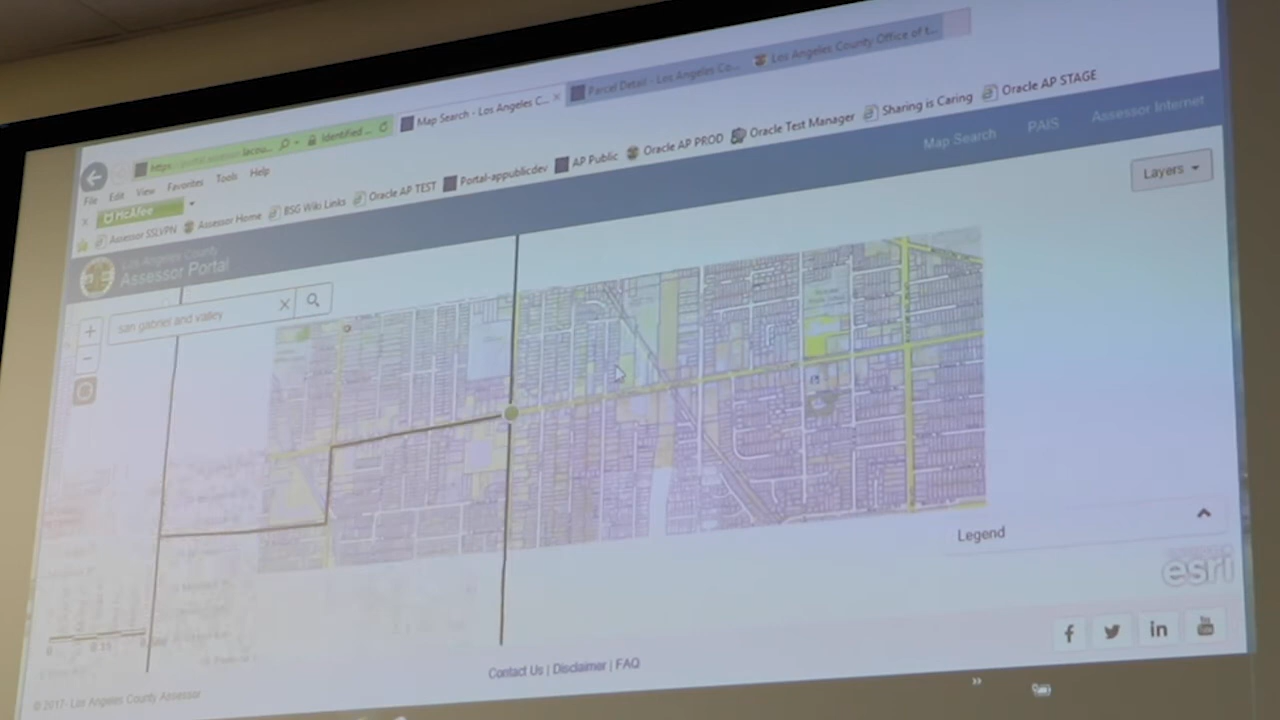 Map Search - Los Angeles C...
Parcel Detail - Los Angeles Co...
Los Angeles County Office of t...
https
lacou...
Identified ...
File Edit View Favorites Tools Help
McAfee
Assessor SSLVPN
Assessor Home
BSG Wiki Links
Oracle AP TEST
Portal-appublicdev
AP Public
Oracle AP PROD
Oracle Test Manager
Sharing is Caring
Oracle AP STAGE
Los Angeles County
Assessor Portal
Map Search
PAIS
Assessor Internet
Layers
san gabriel and valley
Legend
esri
Contact Us | Disclaimer | FAQ
© 2017- Los Angeles County Assessor